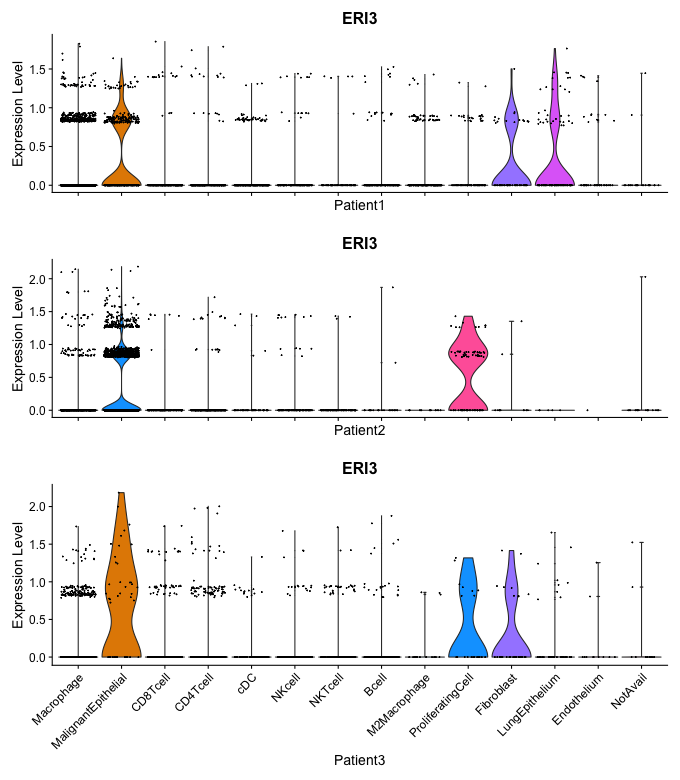 ERI3
Expression Level
1.5
1.0
0.5
0.0
Patient1
ERI3
Expression Level
2.0
1.5
1.0
0.5
0.0
Patient2
ERI3
Expression Level
2.0
1.5
1.0
0.5
0.0
Macrophage
MalignantEpithelial
CD8Tcell
CD4Tcell
cDC
NKcell
NKTcell
Bcell
M2Macrophage
ProliferatingCell
Fibroblast
LungEpithelium
Endothelium
NotAvail
Patient3